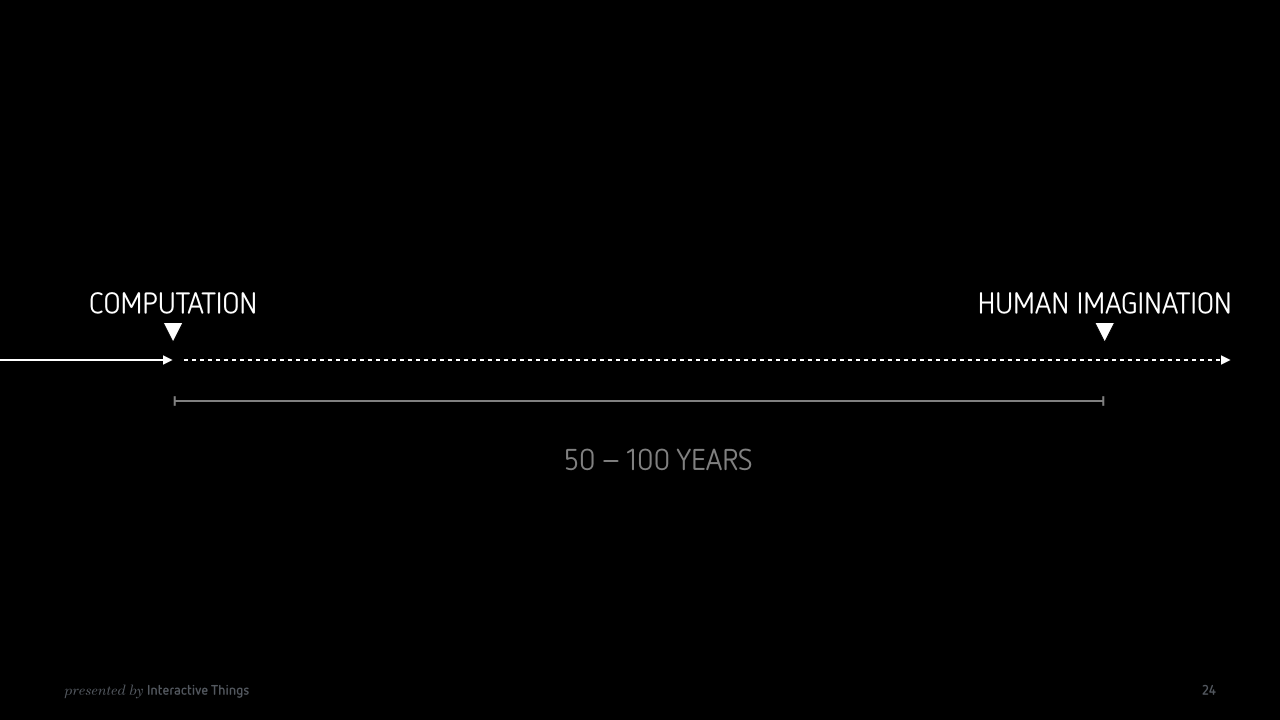 COMPUTATION
HUMAN IMAGINATION
50 – 100 YEARS
presented by Interactive Things
24